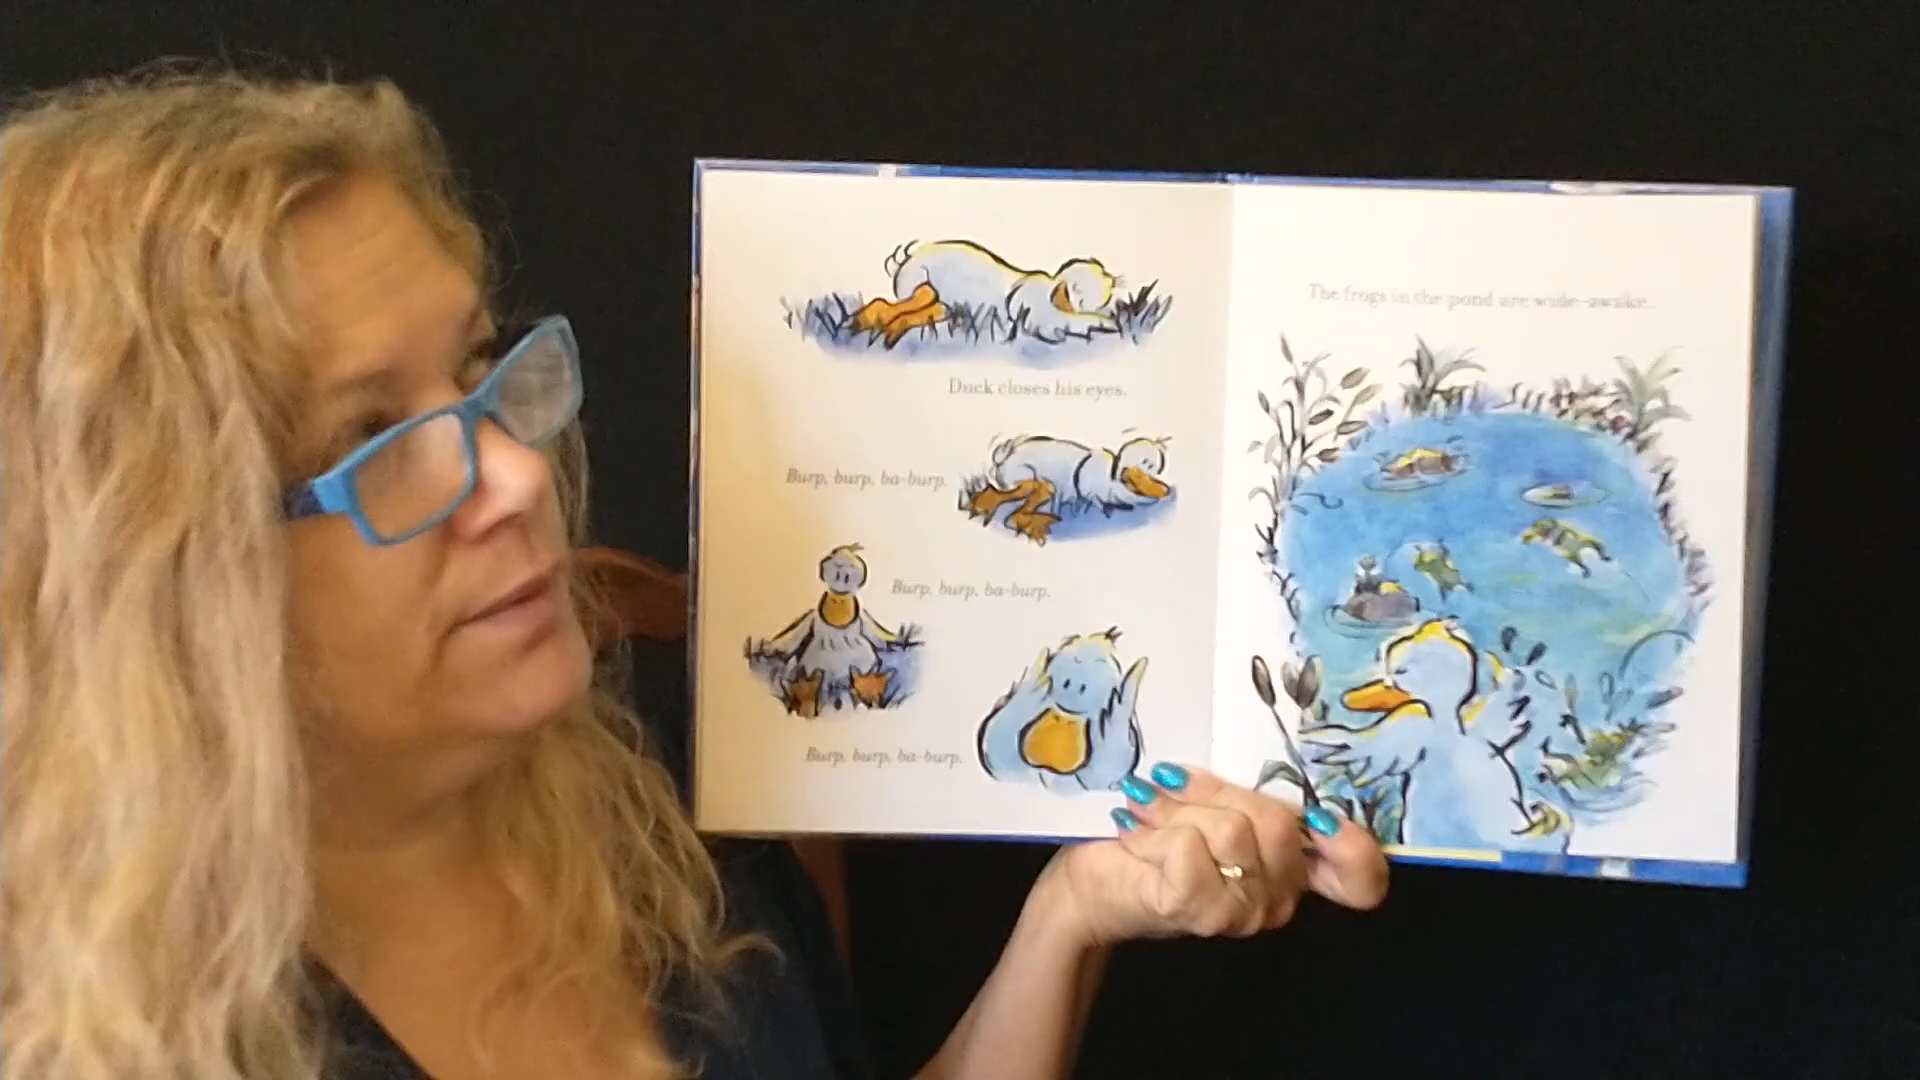 Duck closes his eyes.
Burp, burp, ba-burp.
Burp, burp, ba-burp.
Burp, burp, ba-burp.
The frogs in the pond are wide-awake...